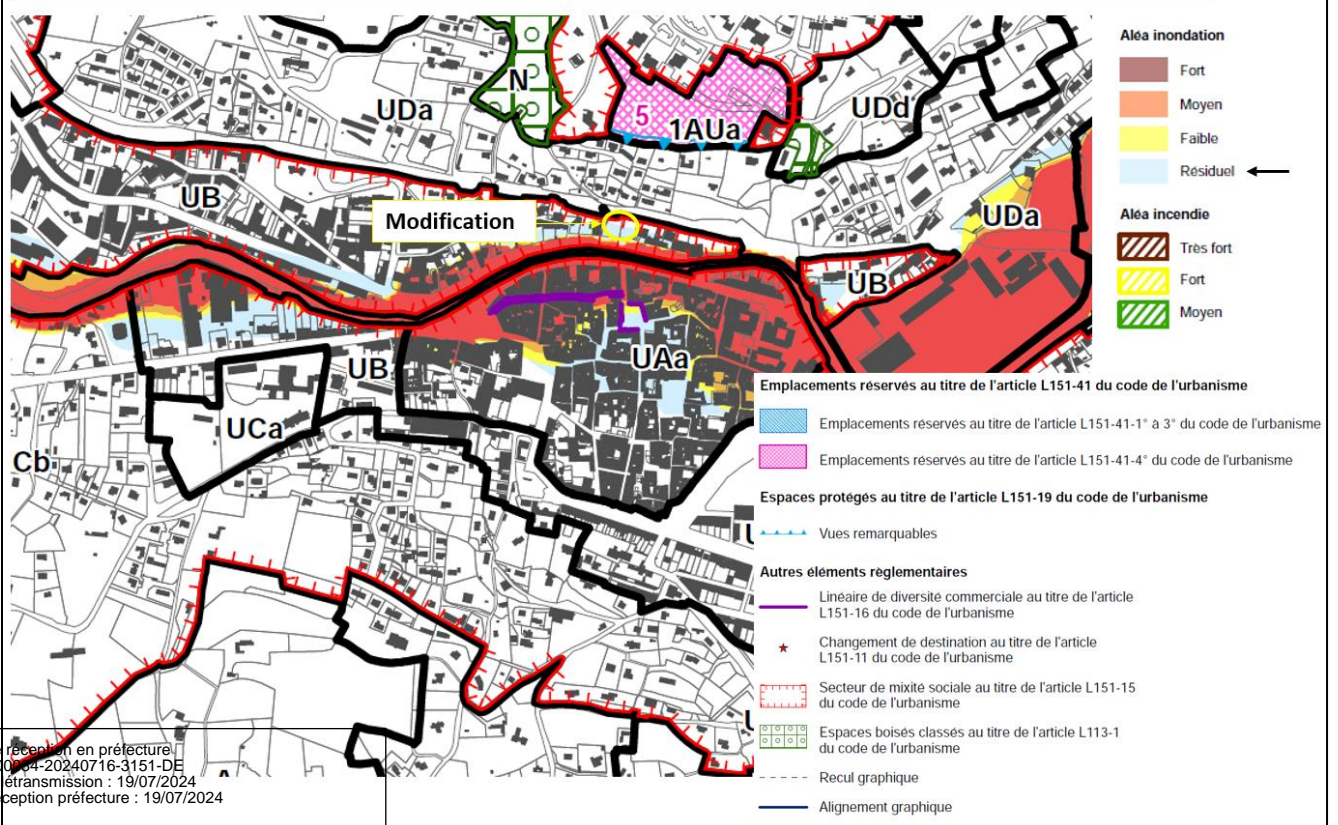 N
UDa
5
1AUa
UDd
UB
Modification
UDa
UB
UB
UAa
UCa
Cb
Aléa inondation
Fort
Moyen
Faible
Résiduel
Aléa incendie
Très fort
Fort
Moyen
Emplacements réservés au titre de l'article L151-41 du code de l'urbanisme
Emplacements réservés au titre de l'article L151-41-1° à 3° du code de l'urbanisme
Emplacements réservés au titre de l'article L151-41-4° du code de l'urbanisme
Espaces protégés au titre de l'article L151-19 du code de l'urbanisme
Vues remarquables
Autres éléments règlementaires
Linéaire de diversité commerciale au titre de l'article
L151-16 du code de l'urbanisme
Changement de destination au titre de l'article
L151-11 du code de l'urbanisme
Secteur de mixité sociale au titre de l'article L151-15
du code de l'urbanisme
Espaces boisés classés au titre de l'article L113-1
du code de l'urbanisme
Recul graphique
Alignement graphique
réception en préfecture
-20240716-3151-DE
létransmission : 19/07/2024
ception préfecture : 19/07/2024